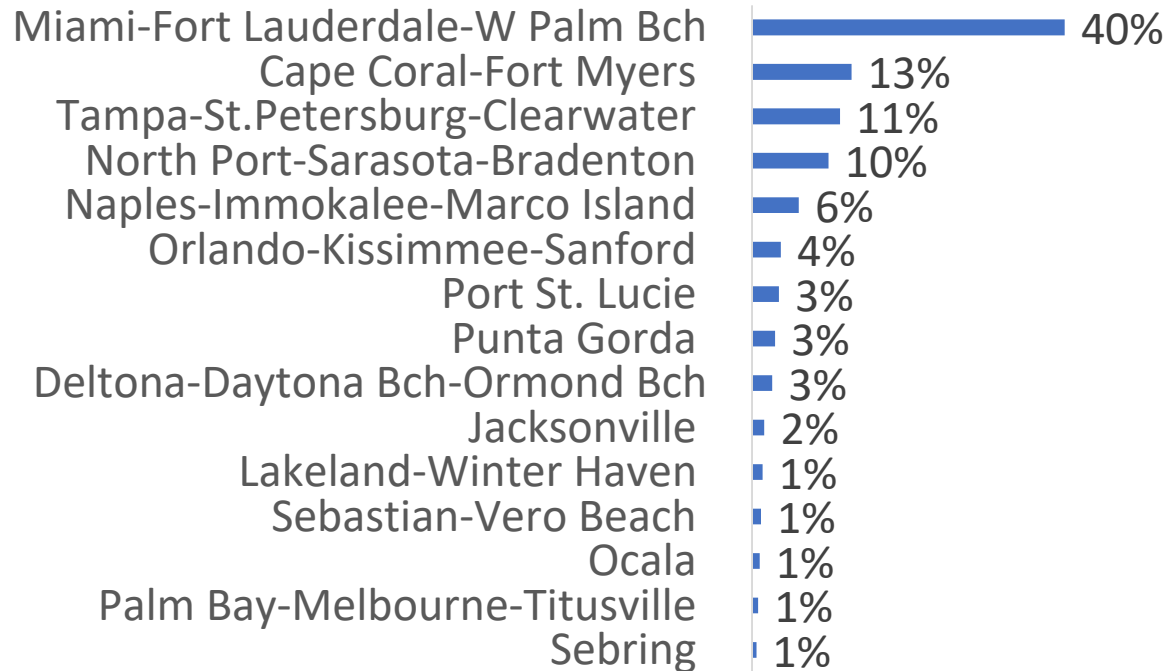 Miami-Fort Lauderdale-W Palm Bch 40%
Cape Coral-Fort Myers 13%
Tampa-St.Petersburg-Clearwater 11%
North Port-Sarasota-Bradenton 10%
Naples-Immokalee-Marco Island 6%
Orlando-Kissimmee-Sanford 4%
Port St. Lucie 3%
Punta Gorda 3%
Deltona-Daytona Bch-Ormond Bch 3%
Jacksonville 2%
Lakeland-Winter Haven 1%
Sebastian-Vero Beach 1%
Ocala 1%
Palm Bay-Melbourne-Titusville 1%
Sebring 1%